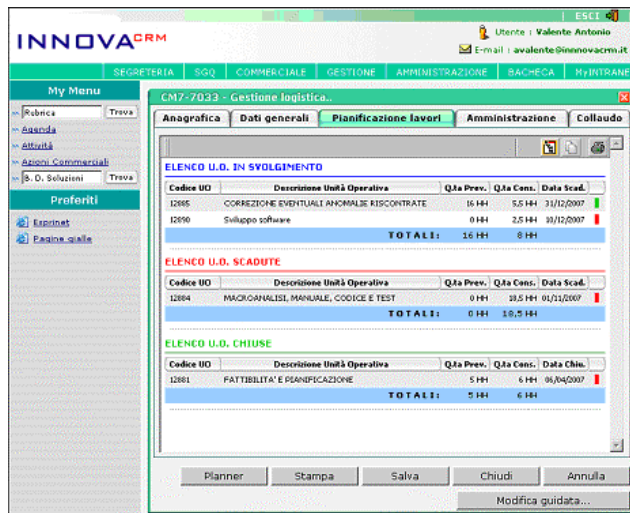 ESCI
INNOVACRM
Utente : Valente Antonio
E-mail : avalente@innnovacrm.it
SEGRETERIA SGQ COMMERCIALE GESTIONE AMMINISTRAZIONE BACHECA MyINTRANE
My Menu
Rubrica Trova
Agenda
Attività
Azioni Commerciali
B. D. Soluzioni Trova
Preferiti
Esprinet
Pagine gialle
CM7-7033 - Gestione logistica..
Anagrafica Dati generali Pianificazione lavori Amministrazione Collaudo
ELENCO U.O. IN SVOLGIMENTO
Codice UO Descrizione Unità Operativa Q.ta Prev. Q.ta Cons. Data Scad.
12885 CORREZIONE EVENTUALI ANOMALIE RISCONTRATE 16 HH 5,5 HH 31/12/2007
12890 Sviluppo software 0 HH 2,5 HH 10/12/2007
TOTALI: 16 HH 8 HH
ELENCO U.O. SCADUTE
Codice UO Descrizione Unità Operativa Q.ta Prev. Q.ta Cons. Data Scad.
12884 MACROANALISI, MANUALE, CODICE E TEST 0 HH 18,5 HH 01/11/2007
TOTALI: 0 HH 18,5 HH
ELENCO U.O. CHIUSE
Codice UO Descrizione Unità Operativa Q.ta Prev. Q.ta Cons. Data Chiu.
12881 FATTIBILITA' E PIANIFICAZIONE 5 HH 6 HH 06/04/2007
TOTALI: 5 HH 6 HH
Planner Stampa Salva Chiudi Annulla
Modifica guidata...